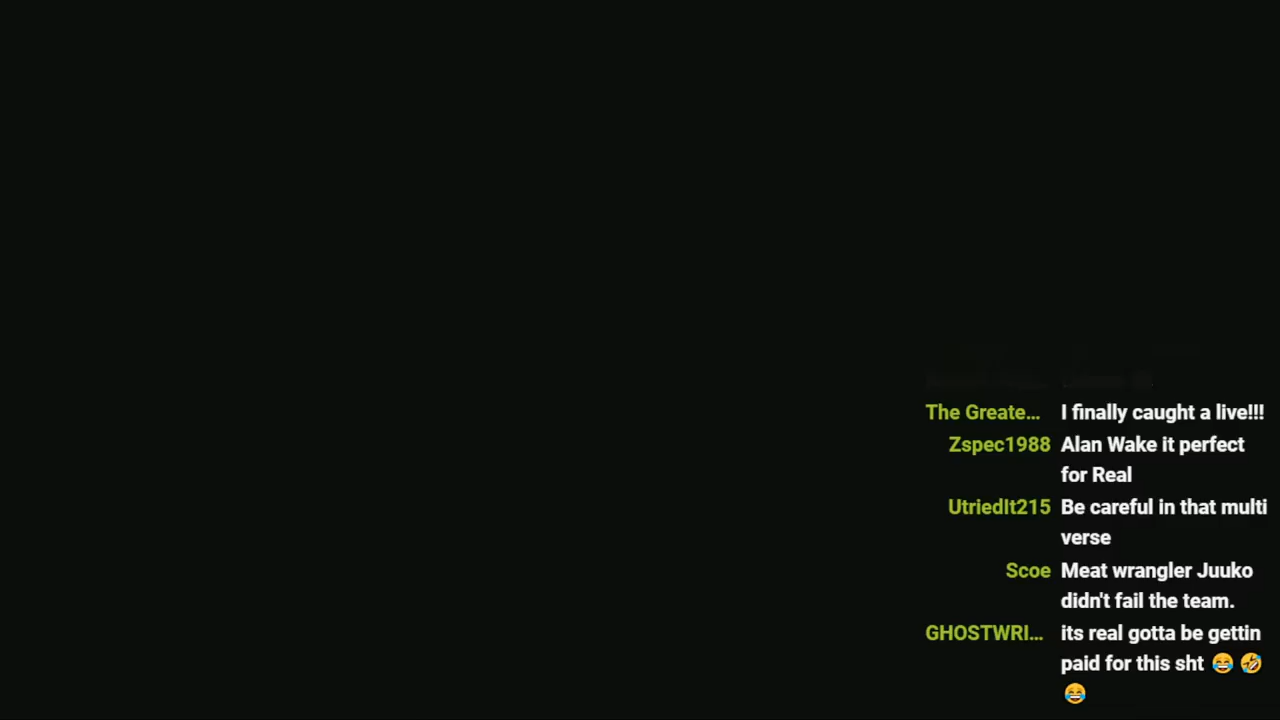 The Greate... I finally caught a live!!!
Zspec1988 Alan Wake it perfect
for Real
UtriedIt215 Be careful in that multi
verse
Scoe Meat wrangler Juuko
didn't fail the team.
GHOSTWRI... its real gotta be gettin
paid for this sht 😂 🤣
😂